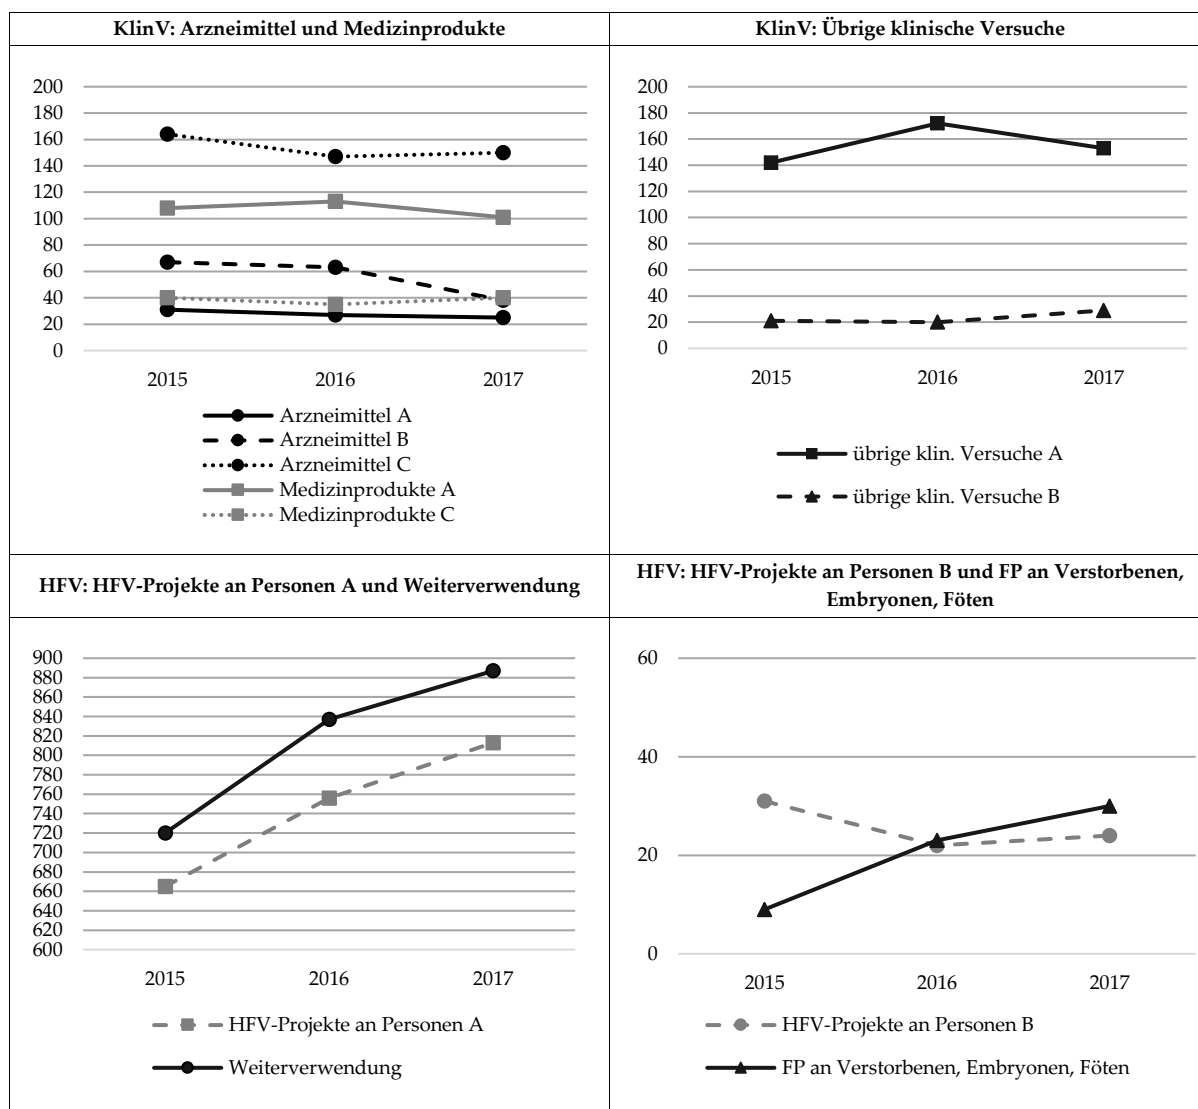 KlinV: Arzneimittel und Medizinprodukte
200
180
160
140
120
100
80
60
40
20
0
2015 2016 2017
Arzneimittel A
Arzneimittel B
Arzneimittel C
Medizinprodukte A
Medizinprodukte C
KlinV: Übrige klinische Versuche
200
180
160
140
120
100
80
60
40
20
0
2015 2016 2017
übrige klin. Versuche A
übrige klin. Versuche B
HFV: HFV-Projekte an Personen A und Weiterverwendung
900
880
860
840
820
800
780
760
740
720
700
680
660
640
620
600
2015 2016 2017
HFV-Projekte an Personen A
Weiterverwendung
HFV: HFV-Projekte an Personen B und FP an Verstorbenen,
Embryonen, Föten
60
40
20
0
2015 2016 2017
HFV-Projekte an Personen B
FP an Verstorbenen, Embryonen, Föten